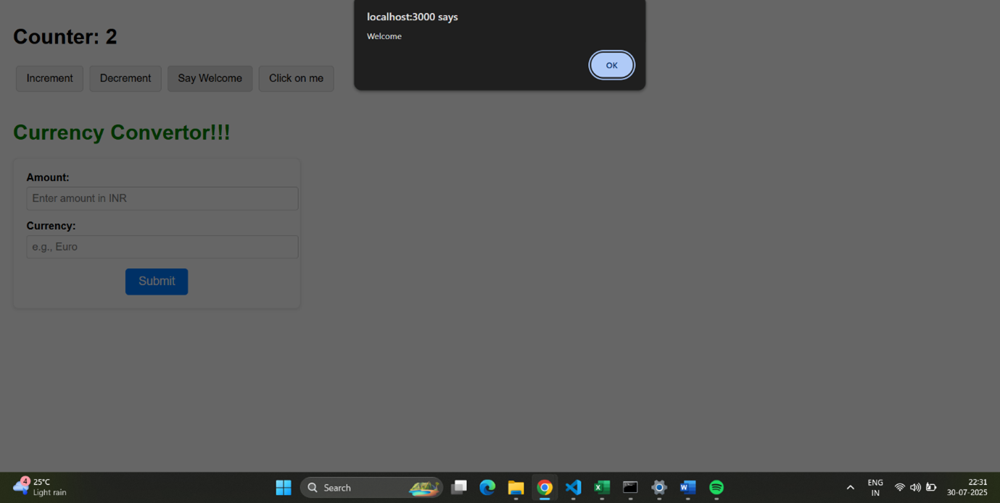 localhost:3000 says
Welcome
OK
Counter: 2
Increment Decrement Say Welcome Click on me
Currency Convertor!!!
Amount:
Enter amount in INR
Currency:
e.g., Euro
Submit
4 25°C
Light rain
Search
ENG
IN
22:31
30-07-2025